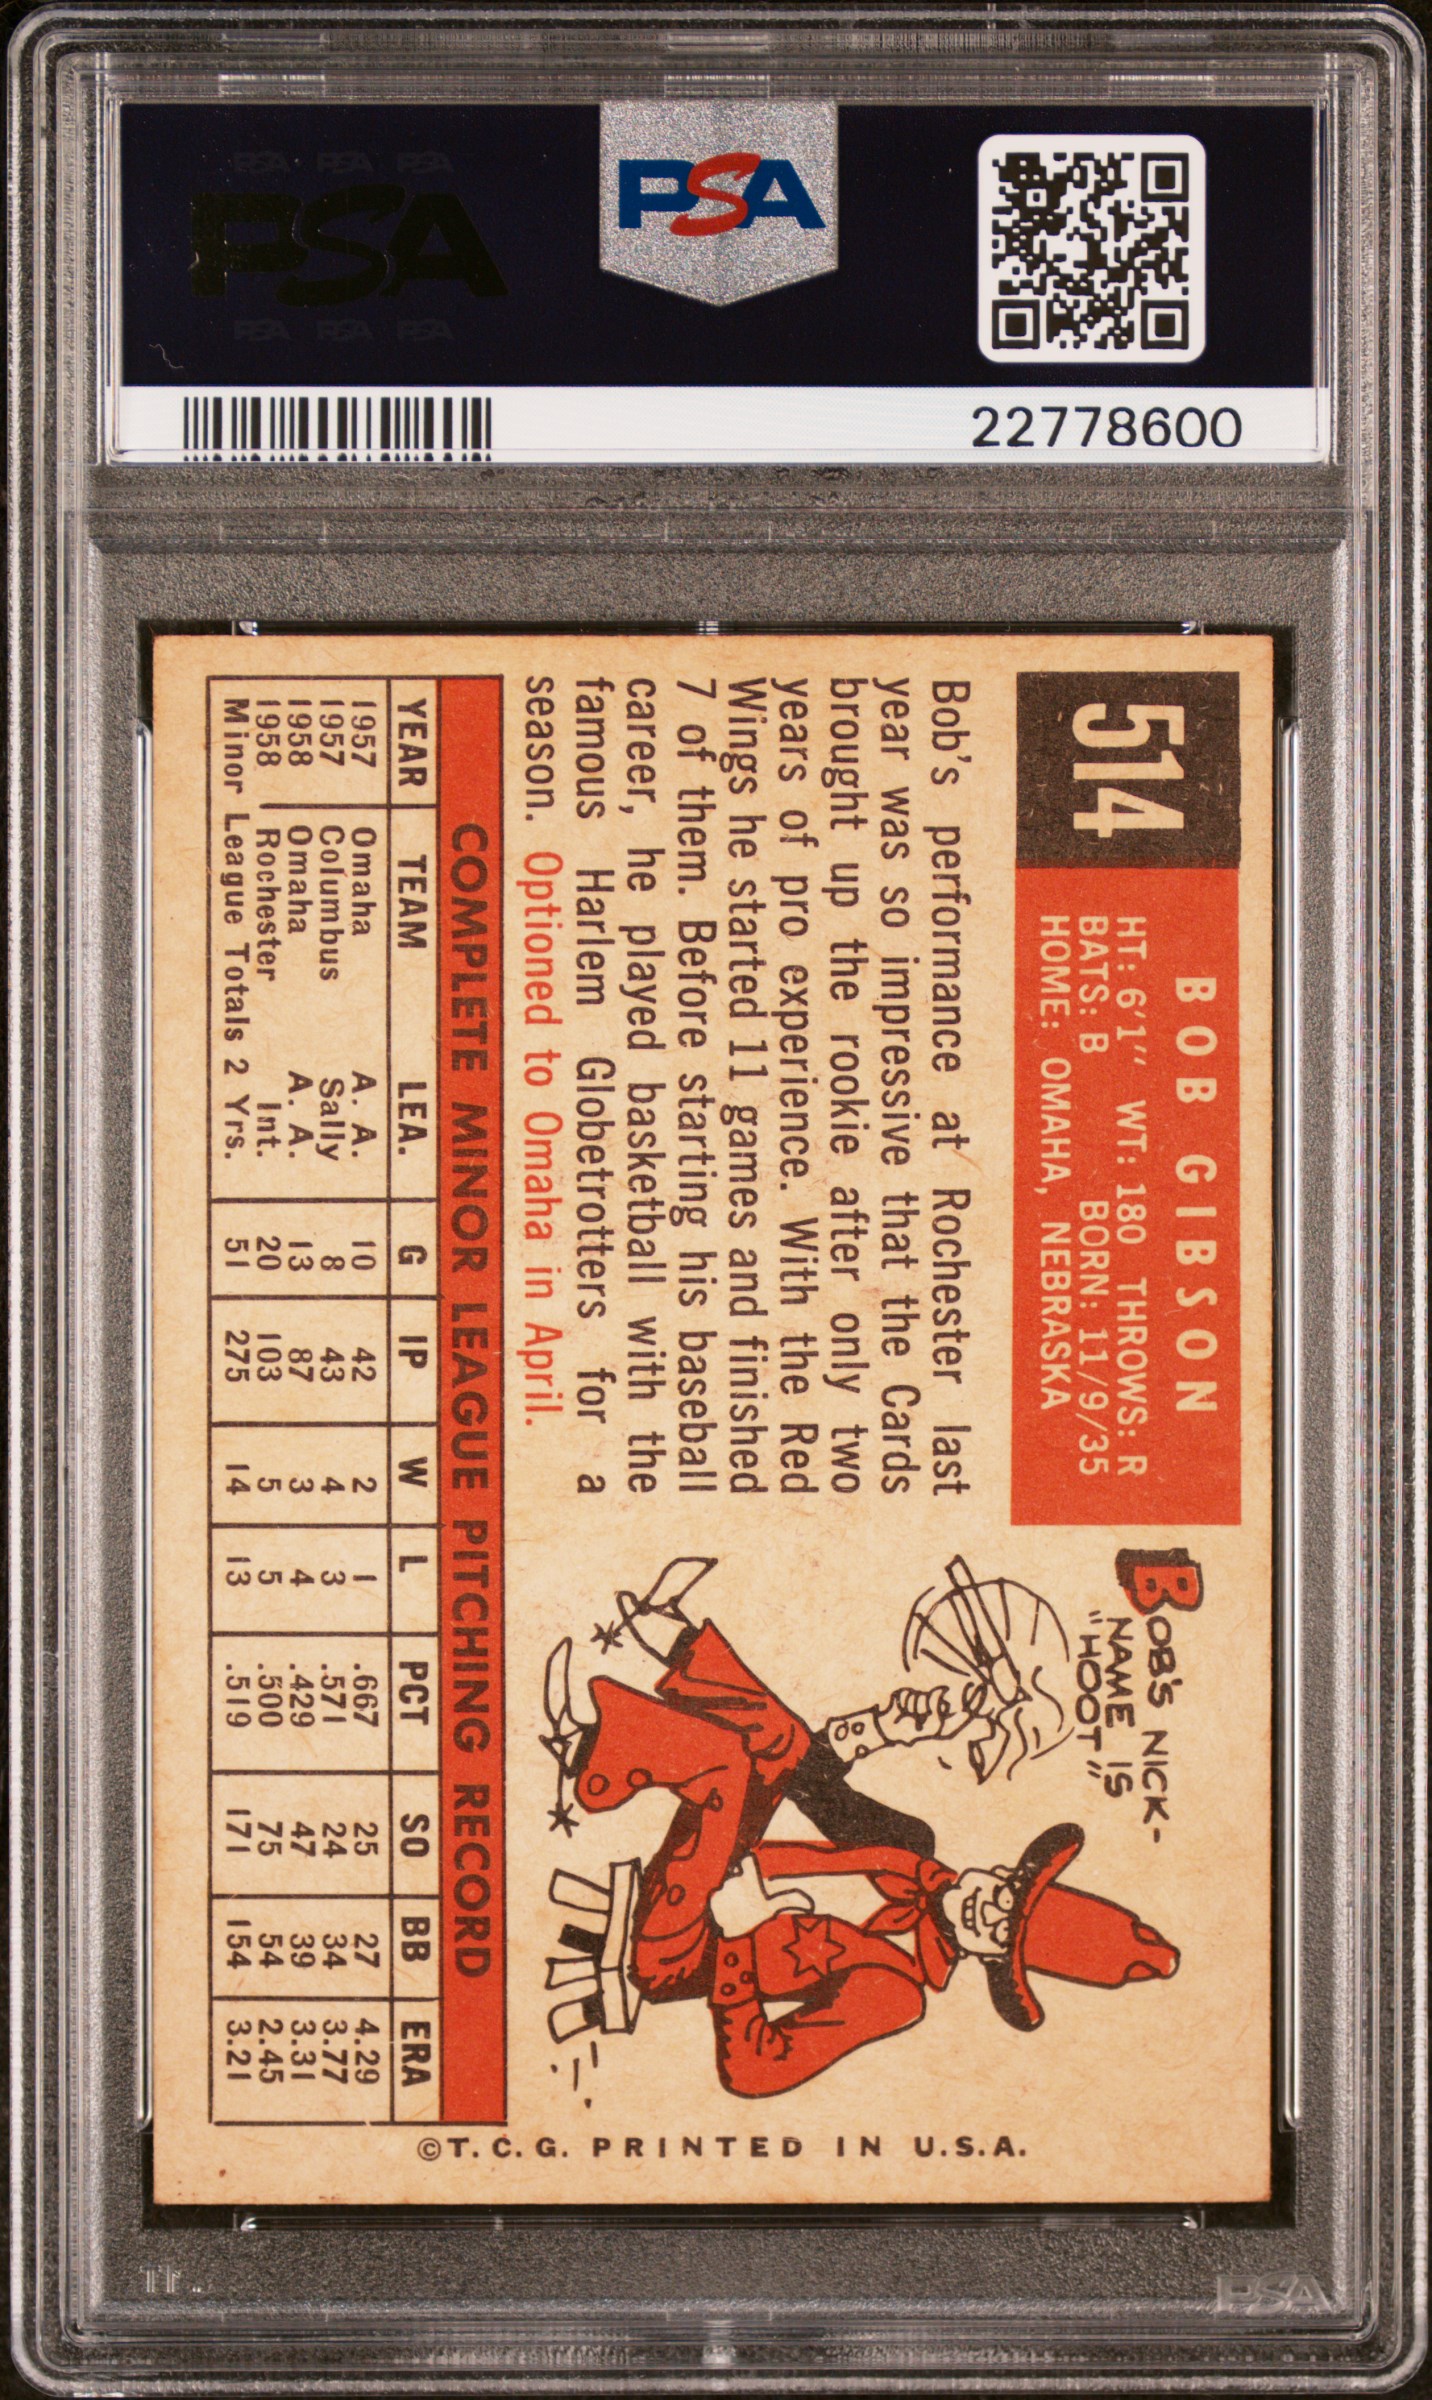 PSA PSA PSA
PSA
PSA PSA PSA
PSA
22778600
514
BOB GIBSON
HT: 6'1" WT: 180 THROWS: R
BATS: B BORN: 11/9/35
HOME: OMAHA, NEBRASKA
Bob's performance at Rochester last
year was so impressive that the Cards
brought up the rookie after only two
years of pro experience. With the Red
Wings he started 11 games and finished
7 of them. Before starting his baseball
career, he played basketball with the
famous Harlem Globetrotters for a
season. Optioned to Omaha in April.
BOB'S NICK-
NAME IS
"HOOT"
COMPLETE MINOR LEAGUE PITCHING RECORD
YEAR TEAM LEA. G IP W L PCT SO BB ERA
1957 Omaha A. A. 10 42 2 1 .667 25 27 4.29
1957 Columbus Sally 8 43 4 3 .571 24 34 3.77
1958 Omaha A. A. 13 87 3 4 .429 47 39 3.31
1958 Rochester Int. 20 103 5 5 .500 75 54 2.45
Minor League Totals 2 Yrs. 51 275 14 13 .519 171 154 3.21
©T. C. G. PRINTED IN U.S.A.
PSA